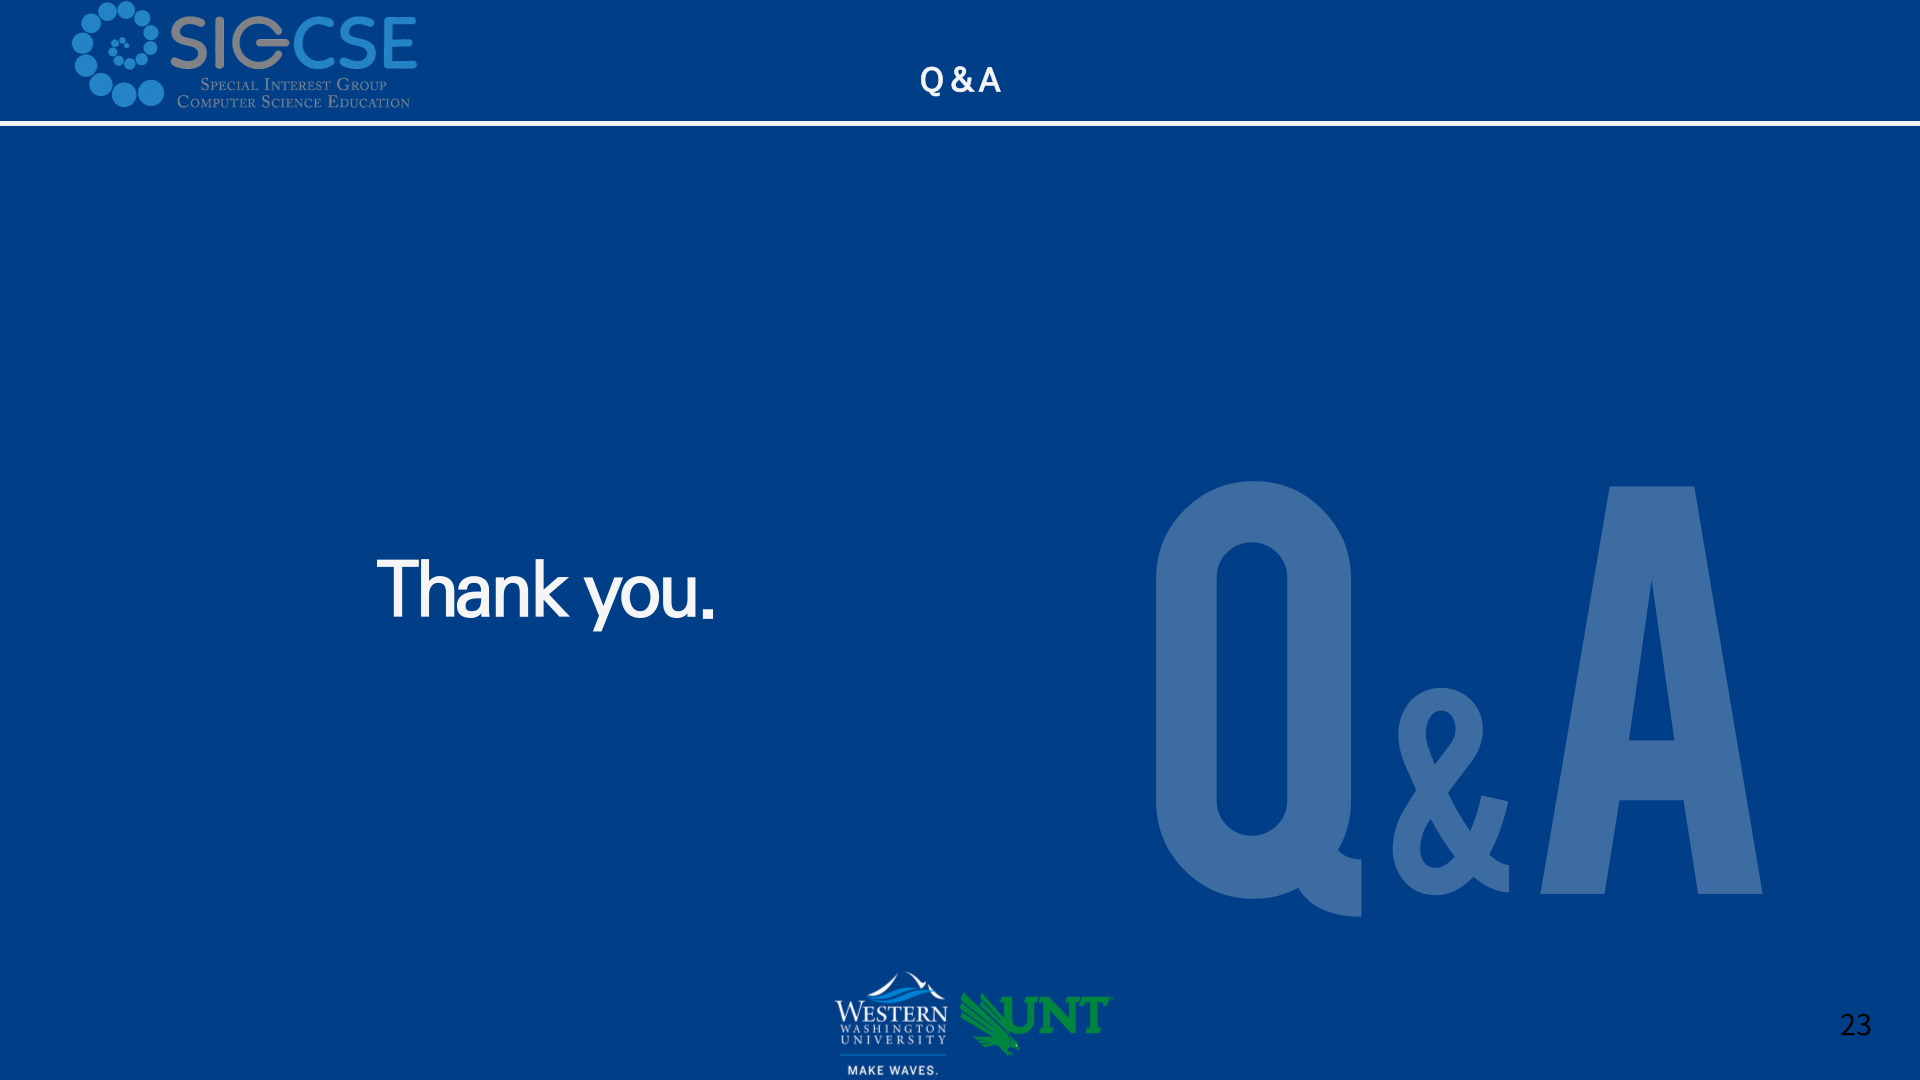 SIGCSE
SPECIAL INTEREST GROUP
COMPUTER SCIENCE EDUCATION
Q & A
Thank you.
Q&A
WESTERN
WASHINGTON
UNIVERSITY
MAKE WAVES.
UNT
23